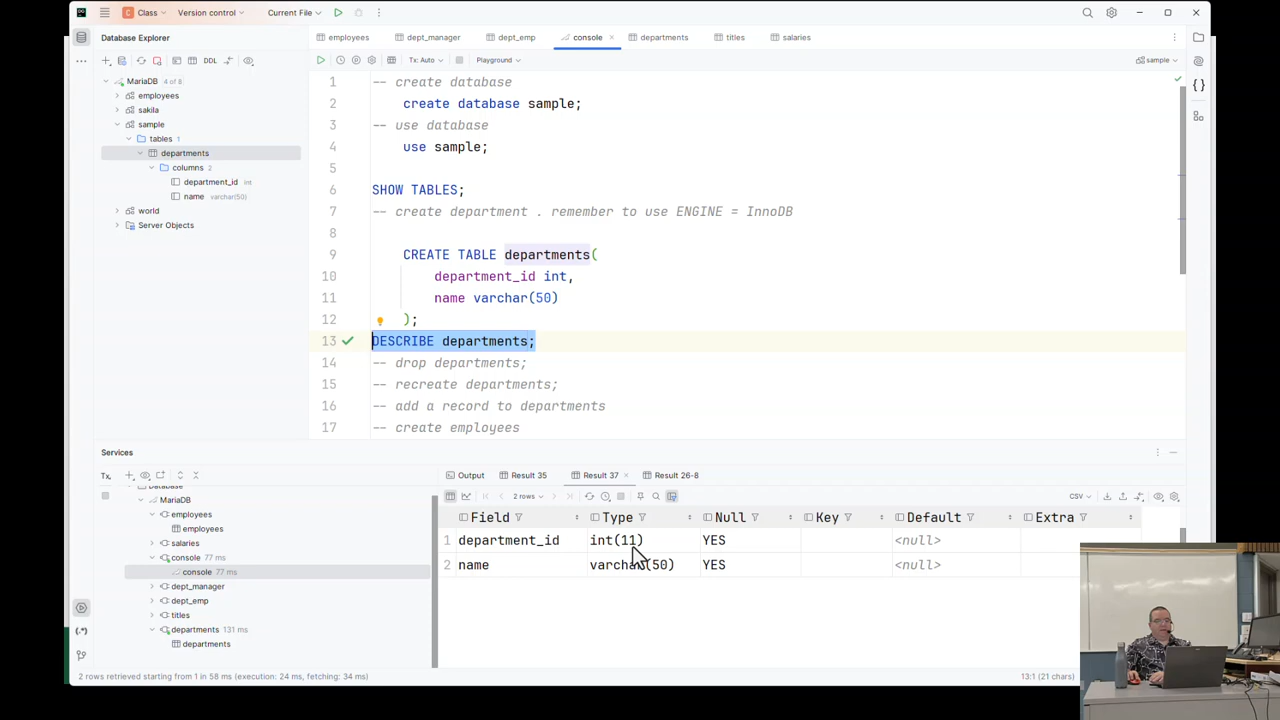 Class
Version control
Current File
Database Explorer
employees
dept_manager
dept_emp
console
departments
titles
salaries
DDL
Tx: Auto
Playground
sample
MariaDB 4 of 8
employees
sakila
sample
tables 1
departments
columns 2
department_id int
name varchar(50)
world
Server Objects
1 -- create database
2 create database sample;
3 -- use database
4 use sample;
5
6 SHOW TABLES;
7 -- create department . remember to use ENGINE = InnoDB
8
9 CREATE TABLE departments(
10 department_id int,
11 name varchar(50)
12 );
13 DESCRIBE departments;
14 -- drop departments;
15 -- recreate departments;
16 -- add a record to departments
17 -- create employees
Services
Tx
Database
MariaDB
employees
employees
salaries
console 77 ms
console 77 ms
dept_manager
dept_emp
titles
departments 131 ms
departments
Output
Result 35
Result 37
Result 26-8
2 rows
CSV
Field Type Null Key Default Extra
1 department_id int(11) YES <null>
2 name varchar(50) YES <null>
2 rows retrieved starting from 1 in 58 ms (execution: 24 ms, fetching: 34 ms)
13:1 (21 chars)